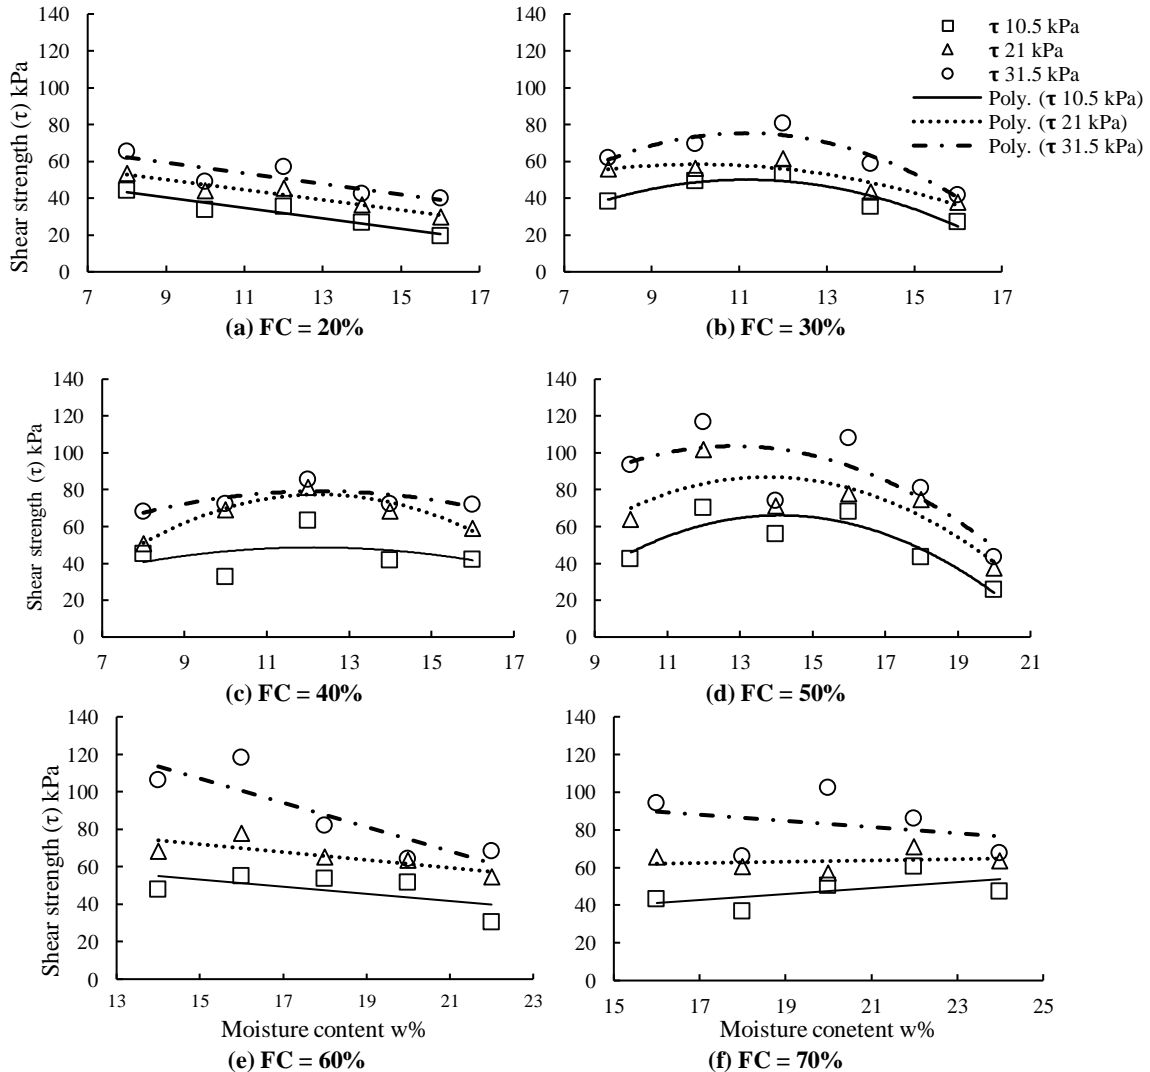 Shear strength (τ) kPa
140
120
100
80
60
40
20
0
7 9 11 13 15 17
(a) FC = 20%
140
120
100
80
60
40
20
0
7 9 11 13 15 17
(b) FC = 30%
τ 10.5 kPa
τ 21 kPa
τ 31.5 kPa
Poly. (τ 10.5 kPa)
Poly. (τ 21 kPa)
Poly. (τ 31.5 kPa)
Shear strength (τ) kPa
140
120
100
80
60
40
20
0
7 9 11 13 15 17
(c) FC = 40%
140
120
100
80
60
40
20
0
9 11 13 15 17 19 21
(d) FC = 50%
Shear strength (τ) kPa
140
120
100
80
60
40
20
0
13 15 17 19 21 23
Moisture content w%
(e) FC = 60%
140
120
100
80
60
40
20
0
15 17 19 21 23 25
Moisture conetent w%
(f) FC = 70%